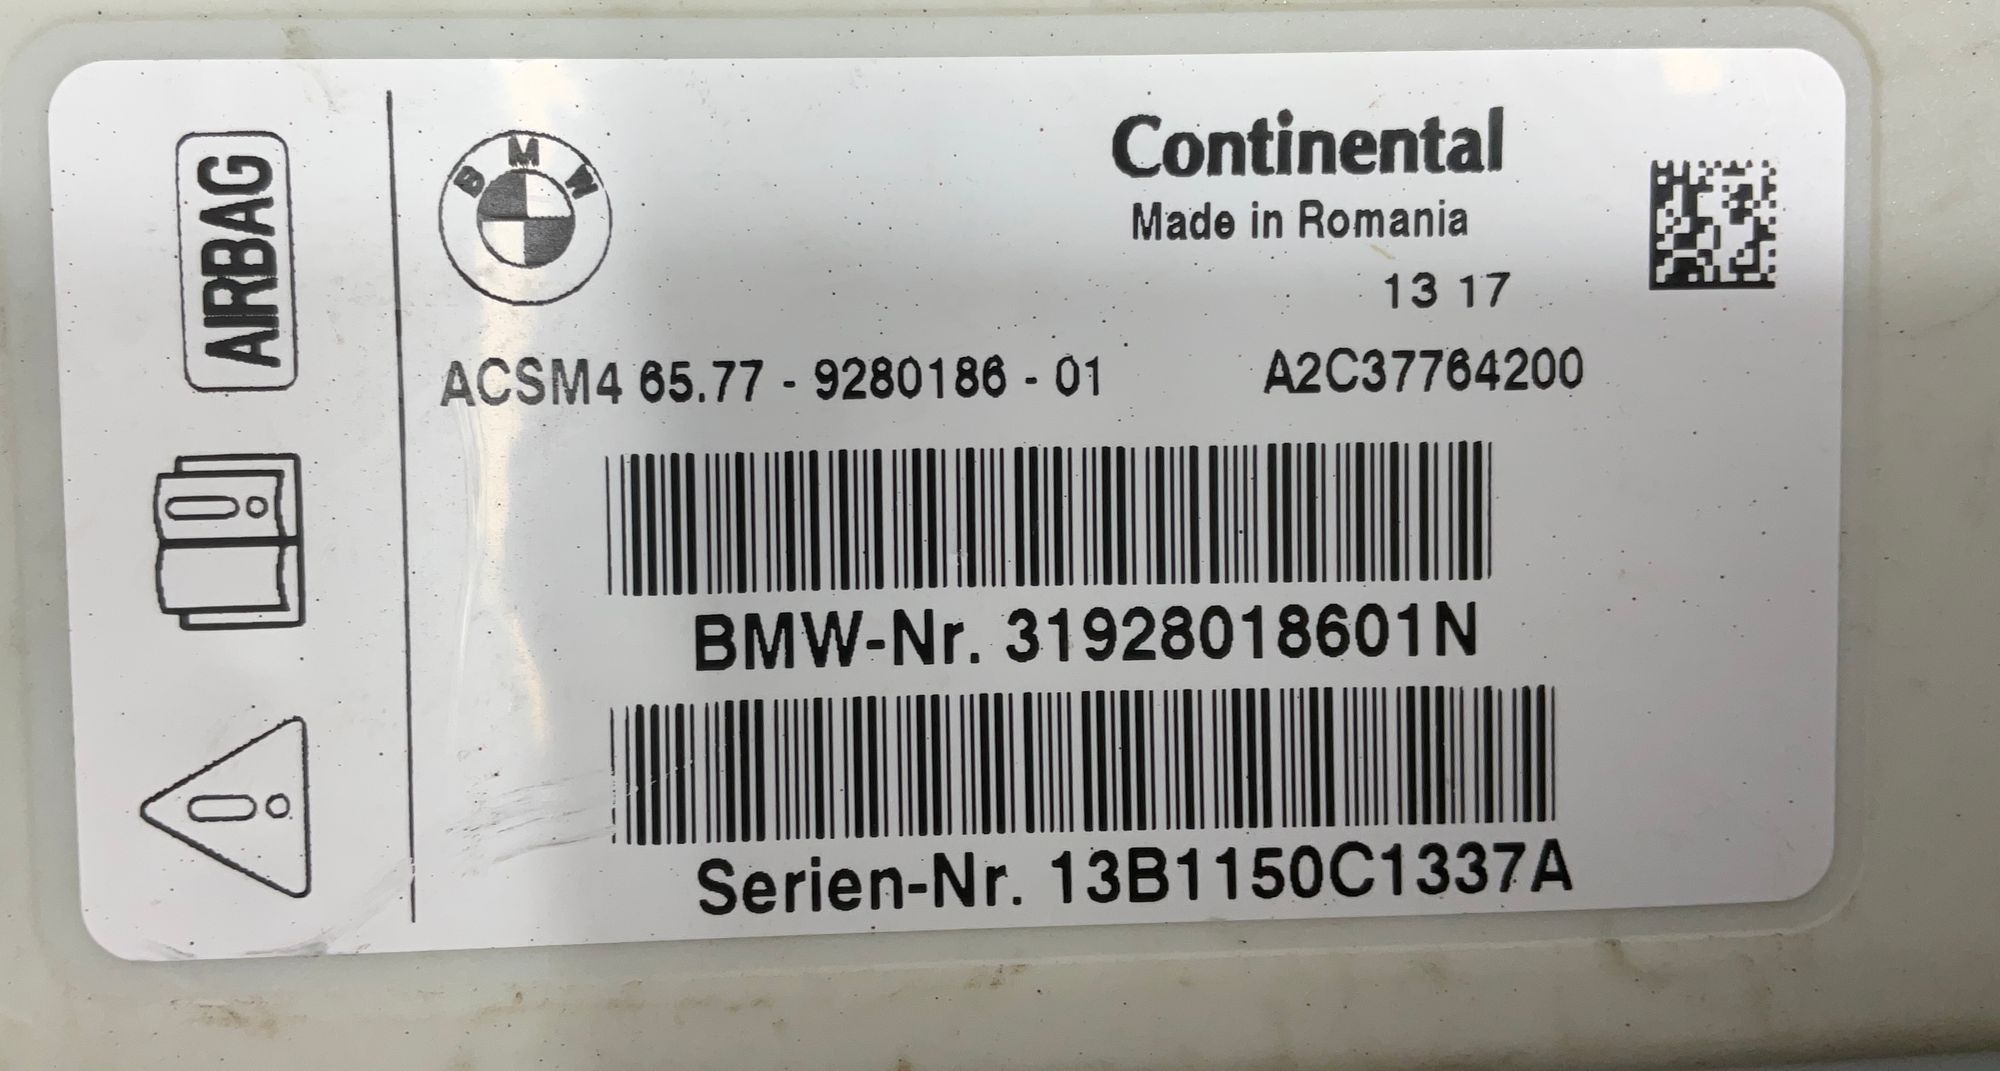 AIRBAG
BMW
Continental
Made in Romania
13 17
ACSM4 65.77 - 9280186 - 01
A2C37764200
BMW-Nr. 31928018601N
Serien-Nr. 13B1150C1337A